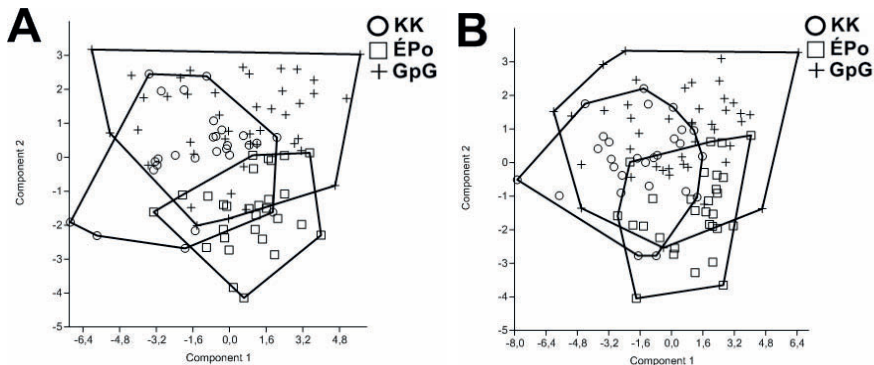 A
KK
ÉPo
GpG
Component 2
3
2
1
0
-1
-2
-3
-4
-5
-6,4 -4,8 -3,2 -1,6 0,0 1,6 3,2 4,8
Component 1
B
KK
ÉPo
GpG
Component 2
3
2
1
0
-1
-2
-3
-4
-5
-8,0 -6,4 -4,8 -3,2 -1,6 0,0 1,6 3,2 4,8 6,4
Component 1